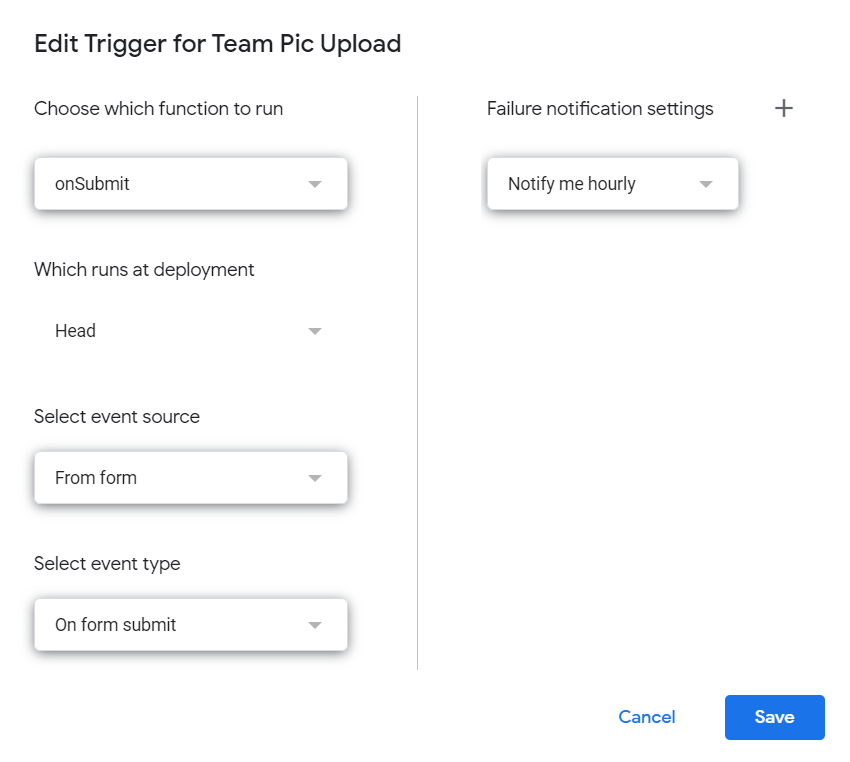 Edit Trigger for Team Pic Upload
Choose which function to run
onSubmit
Which runs at deployment
Head
Select event source
From form
Select event type
On form submit
Failure notification settings
Notify me hourly
Cancel
Save